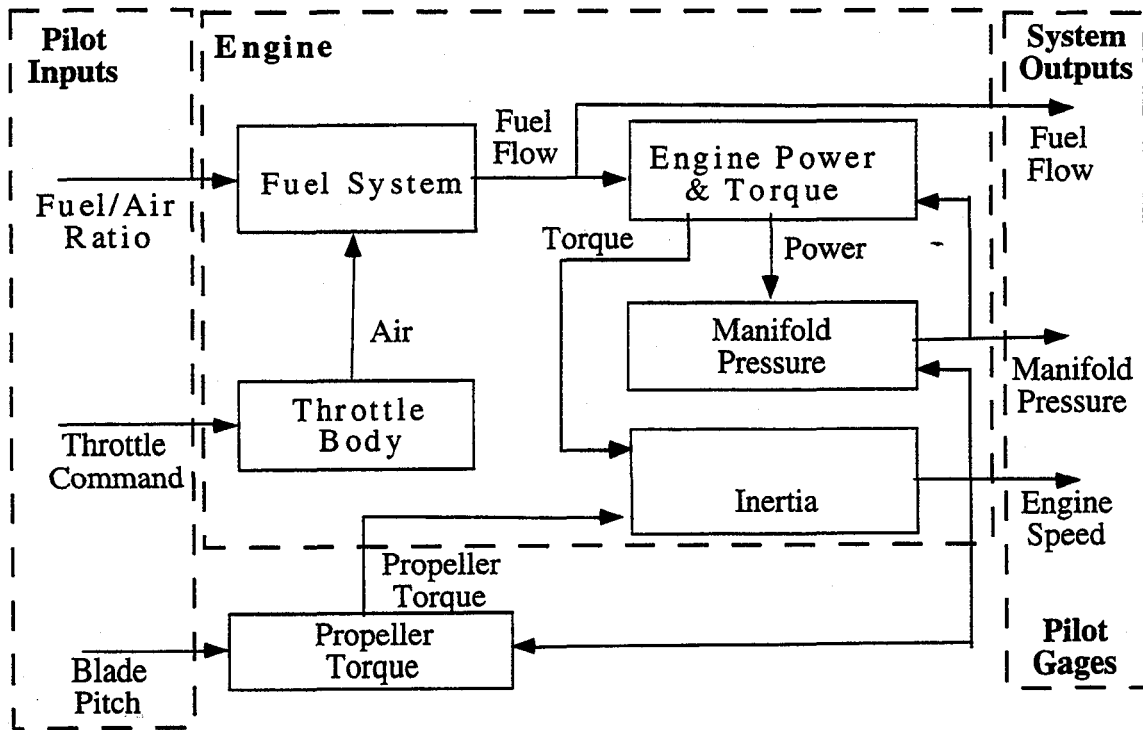 Pilot
Inputs
Engine
System
Outputs
Fuel
Flow
Fuel System
Engine Power
& Torque
Fuel
Flow
Fuel/Air
Ratio
Torque
Power
Air
Manifold
Pressure
Manifold
Pressure
Throttle
Body
Throttle
Command
Inertia
Engine
Speed
Propeller
Torque
Propeller
Torque
Blade
Pitch
Pilot
Gages